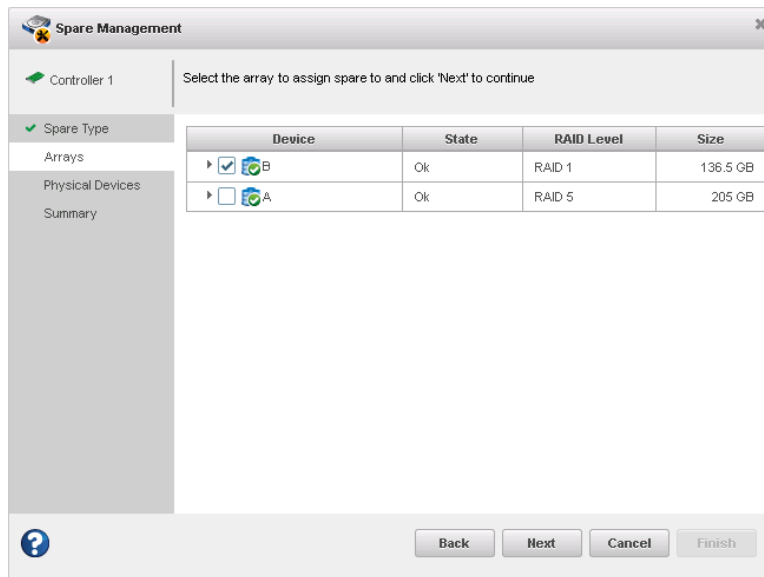 Spare Management
Controller 1
Select the array to assign spare to and click 'Next' to continue
Spare Type
Arrays
Physical Devices
Summary
Device State RAID Level Size
B Ok RAID 1 136.5 GB
A Ok RAID 5 205 GB
? Back Next Cancel Finish